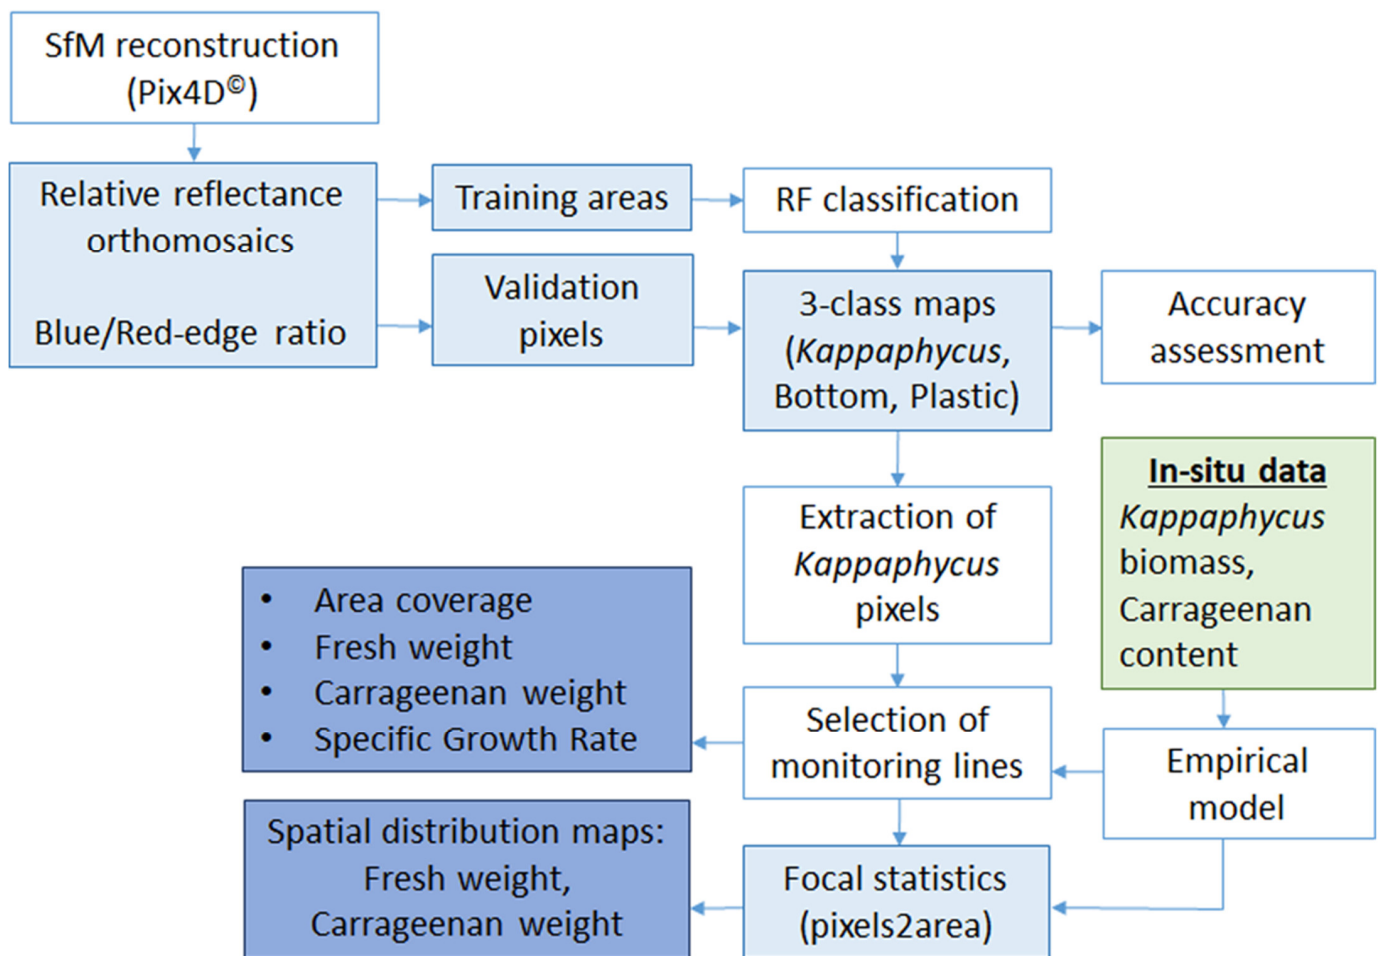 SfM reconstruction
(Pix4D©)
Relative reflectance
orthomosaics
Blue/Red-edge ratio
Training areas
RF classification
Validation
pixels
3-class maps
(Kappaphycus,
Bottom, Plastic)
Accuracy
assessment
In-situ data
Kappaphycus
biomass,
Carrageenan
content
Extraction of
Kappaphycus
pixels
• Area coverage
• Fresh weight
• Carrageenan weight
• Specific Growth Rate
Selection of
monitoring lines
Empirical
model
Spatial distribution maps:
Fresh weight,
Carrageenan weight
Focal statistics
(pixels2area)